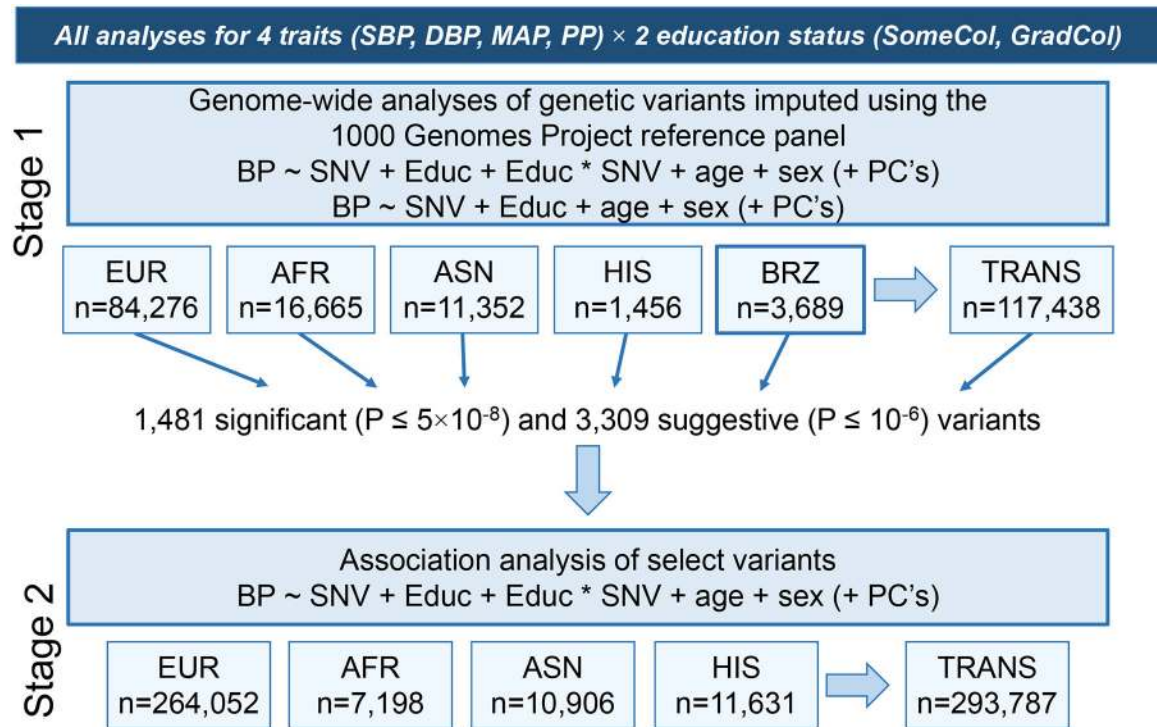 All analyses for 4 traits (SBP, DBP, MAP, PP) × 2 education status (SomeCol, GradCol)
Stage 1
Genome-wide analyses of genetic variants imputed using the
1000 Genomes Project reference panel
BP ~ SNV + Educ + Educ * SNV + age + sex (+ PC's)
BP ~ SNV + Educ + age + sex (+ PC's)
EUR
n=84,276
AFR
n=16,665
ASN
n=11,352
HIS
n=1,456
BRZ
n=3,689
TRANS
n=117,438
1,481 significant (P ≤ 5×10⁻⁸) and 3,309 suggestive (P ≤ 10⁻⁶) variants
Stage 2
Association analysis of select variants
BP ~ SNV + Educ + Educ * SNV + age + sex (+ PC's)
EUR
n=264,052
AFR
n=7,198
ASN
n=10,906
HIS
n=11,631
TRANS
n=293,787